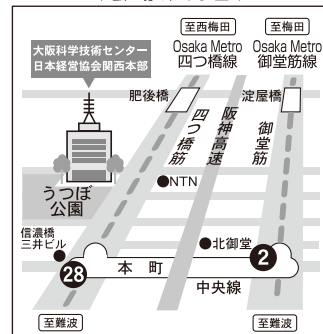 至西梅田
至梅田
大阪科学技術センター
日本経営協会関西本部
Osaka Metro
四つ橋線
Osaka Metro
御堂筋線
肥後橋
淀屋橋
四つ橋筋
阪神高速
御堂筋
うつぼ
公園
●NTN
信濃橋
三井ビル
●北御堂
2
28
本町
中央線
至難波
至難波